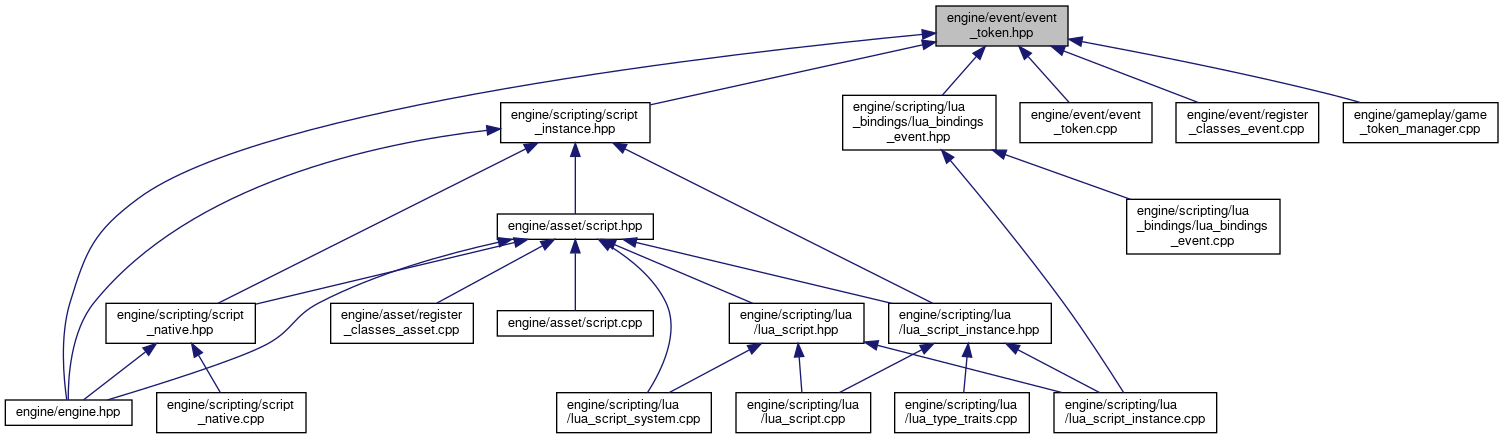 engine/event/event
_token.hpp
engine/scripting/script
_instance.hpp
engine/scripting/lua
_bindings/lua_bindings
_event.hpp
engine/event/event
_token.cpp
engine/event/register
_classes_event.cpp
engine/gameplay/game
_token_manager.cpp
engine/asset/script.hpp
engine/scripting/lua
_bindings/lua_bindings
_event.cpp
engine/scripting/script
_native.hpp
engine/asset/register
_classes_asset.cpp
engine/asset/script.cpp
engine/scripting/lua
/lua_script.hpp
engine/scripting/lua
/lua_script_instance.hpp
engine/engine.hpp
engine/scripting/script
_native.cpp
engine/scripting/lua
/lua_script_system.cpp
engine/scripting/lua
/lua_script.cpp
engine/scripting/lua
/lua_type_traits.cpp
engine/scripting/lua
/lua_script_instance.cpp